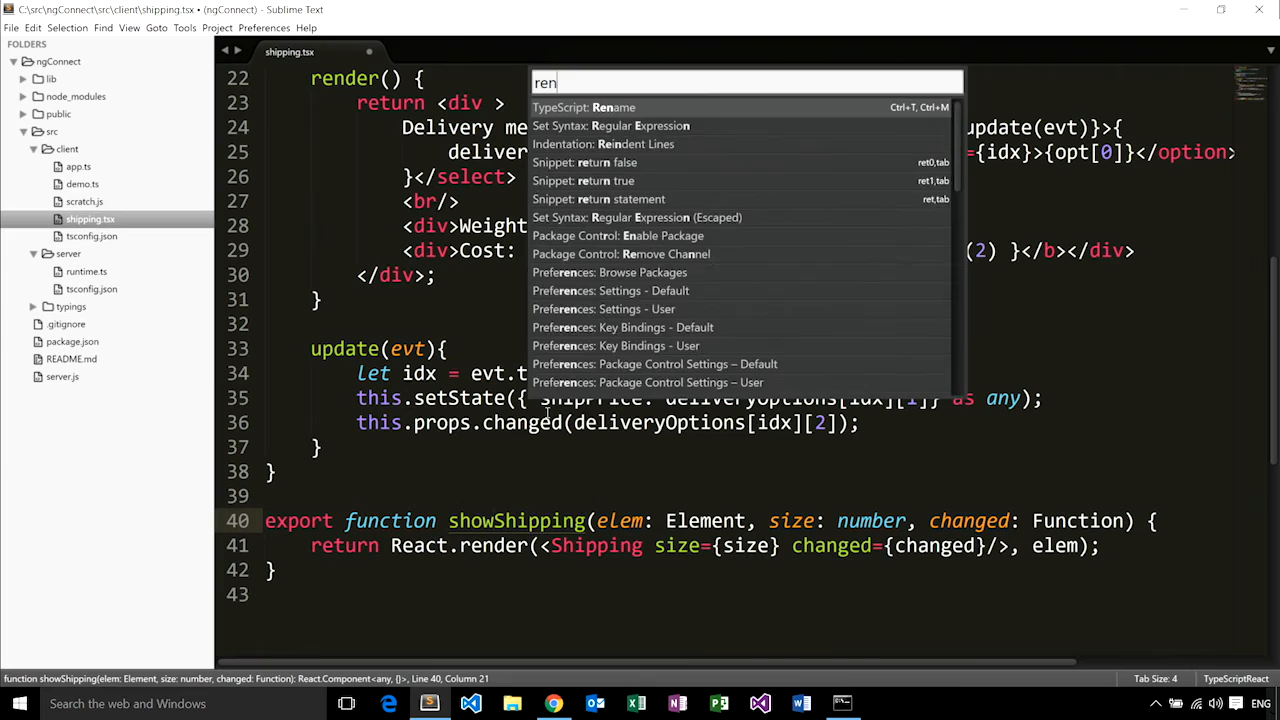 C:\src\ngConnect\src\client\shipping.tsx • (ngConnect) - Sublime Text
File Edit Selection Find View Goto Tools Project Preferences Help
FOLDERS
ngConnect
lib
node_modules
public
src
client
app.ts
demo.ts
scratch.js
shipping.tsx
tsconfig.json
server
runtime.ts
tsconfig.json
typings
.gitignore
package.json
README.md
server.js
shipping.tsx
ren
TypeScript: Rename Ctrl+T, Ctrl+M
Set Syntax: Regular Expression
Indentation: Reindent Lines
Snippet: return false ret0,tab
Snippet: return true ret1,tab
Snippet: return statement ret,tab
Set Syntax: Regular Expression (Escaped)
Package Control: Enable Package
Package Control: Remove Channel
Preferences: Browse Packages
Preferences: Settings - Default
Preferences: Settings - User
Preferences: Key Bindings - Default
Preferences: Key Bindings - User
Preferences: Package Control Settings – Default
Preferences: Package Control Settings – User
22 render() {
23 return <div >
24 Delivery me update(evt)}>{
25 deliver ={idx}>{opt[0]}</option>
26 }</select>
27 <br/>
28 <div>Weight
29 <div>Cost: (2) }</b></div>
30 </div>;
31 }
32
33 update(evt){
34 let idx = evt.t
35 this.setState({ shipPrice: deliveryOptions[idx][1]} as any);
36 this.props.changed(deliveryOptions[idx][2]);
37 }
38 }
39
40 export function showShipping(elem: Element, size: number, changed: Function) {
41 return React.render(<Shipping size={size} changed={changed}/>, elem);
42 }
43
function showShipping(elem: Element, size: number, changed: Function): React.Component<any, {}>, Line 40, Column 21
Tab Size: 4
TypeScriptReact
Search the web and Windows
ENG